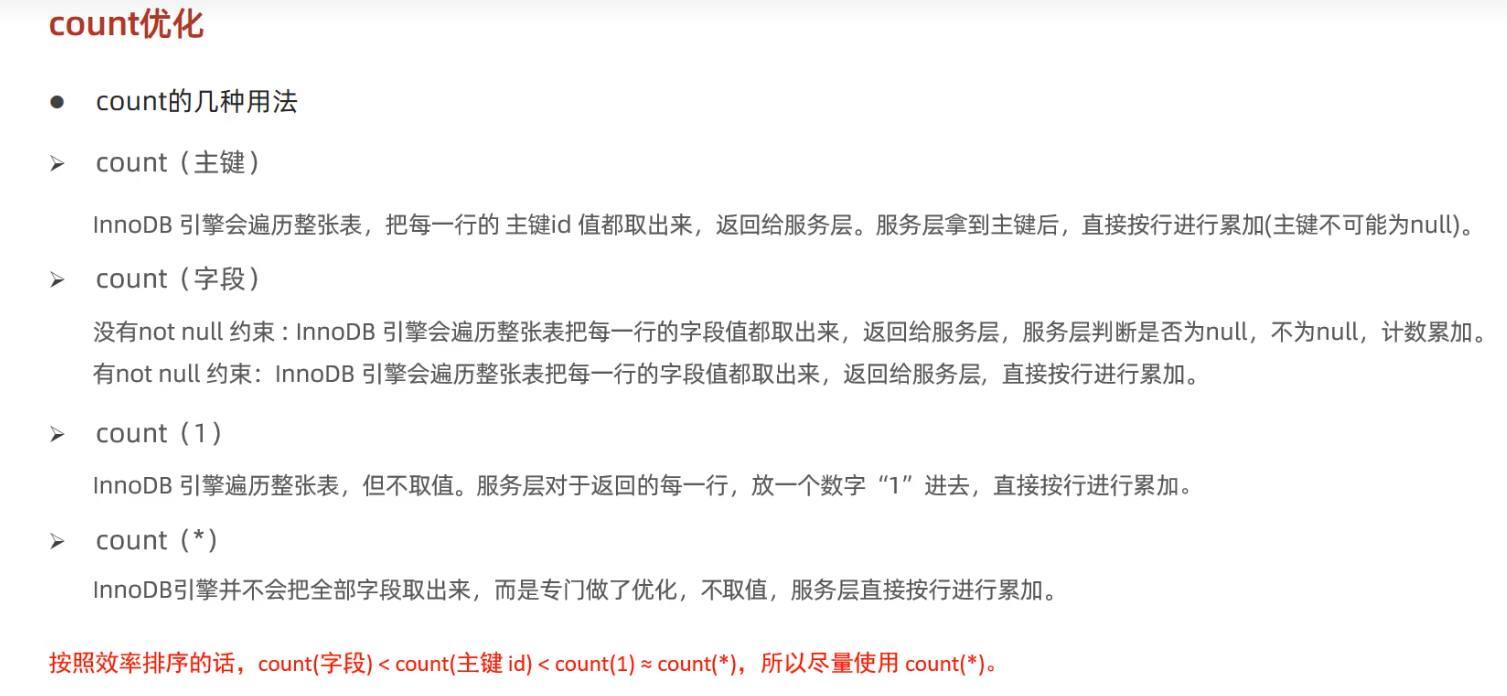 count优化
● count的几种用法
➢ count（主键）
InnoDB 引擎会遍历整张表，把每一行的 主键id 值都取出来，返回给服务层。服务层拿到主键后，直接按行进行累加(主键不可能为null)。
➢ count（字段）
没有not null 约束 : InnoDB 引擎会遍历整张表把每一行的字段值都取出来，返回给服务层，服务层判断是否为null，不为null，计数累加。
有not null 约束：InnoDB 引擎会遍历整张表把每一行的字段值都取出来，返回给服务层, 直接按行进行累加。
➢ count（1）
InnoDB 引擎遍历整张表，但不取值。服务层对于返回的每一行，放一个数字“1”进去，直接按行进行累加。
➢ count（*）
InnoDB引擎并不会把全部字段取出来，而是专门做了优化，不取值，服务层直接按行进行累加。
按照效率排序的话，count(字段) < count(主键 id) < count(1) ≈ count(*)，所以尽量使用 count(*)。